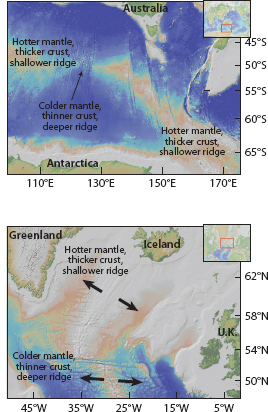 Australia
Hotter mantle,
thicker crust,
shallower ridge
Colder mantle,
thinner crust,
deeper ridge
Hotter mantle,
thicker crust,
shallower ridge
Antarctica
45°S
50°S
55°S
60°S
65°S
110°E
130°E
150°E
170°E
Greenland
Iceland
Hotter mantle,
thicker crust,
shallower ridge
U.K.
Colder mantle,
thinner crust,
deeper ridge
62°N
58°N
54°N
50°N
45°W
35°W
25°W
15°W
5°W